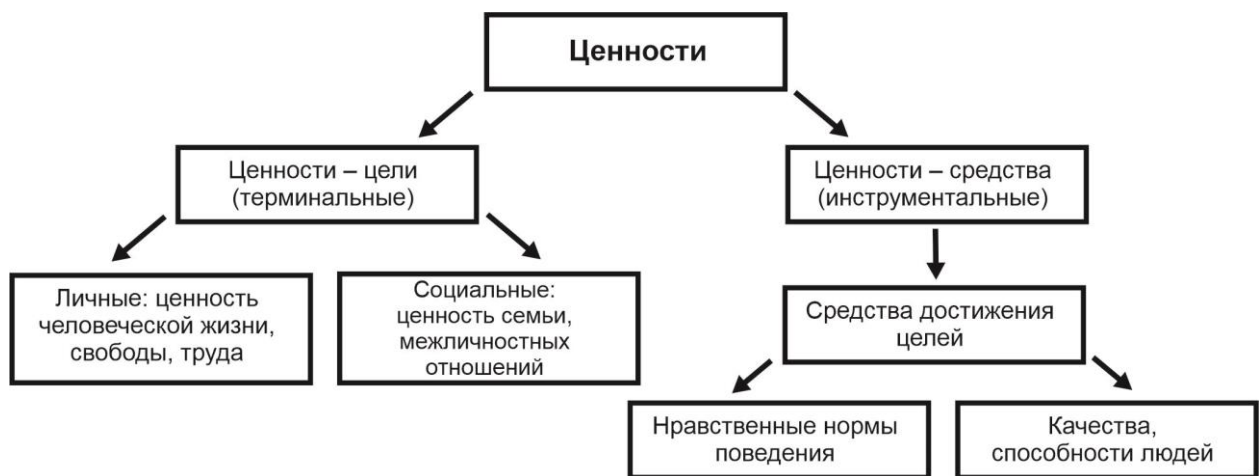 Ценности
Ценности – цели
(терминальные)
Ценности – средства
(инструментальные)
Личные: ценность
человеческой жизни,
свободы, труда
Социальные:
ценность семьи,
межличностных
отношений
Средства достижения
целей
Нравственные нормы
поведения
Качества,
способности людей